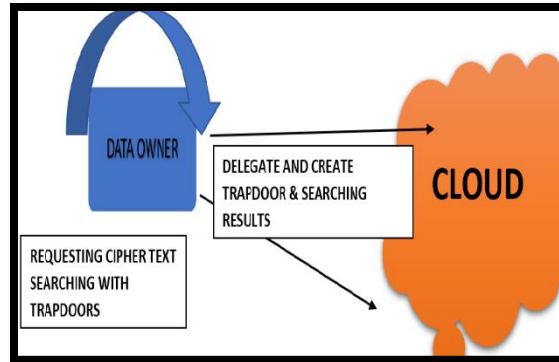 DATA OWNER
DELEGATE AND CREATE
TRAPDOOR & SEARCHING
RESULTS
CLOUD
REQUESTING CIPHER TEXT
SEARCHING WITH
TRAPDOORS